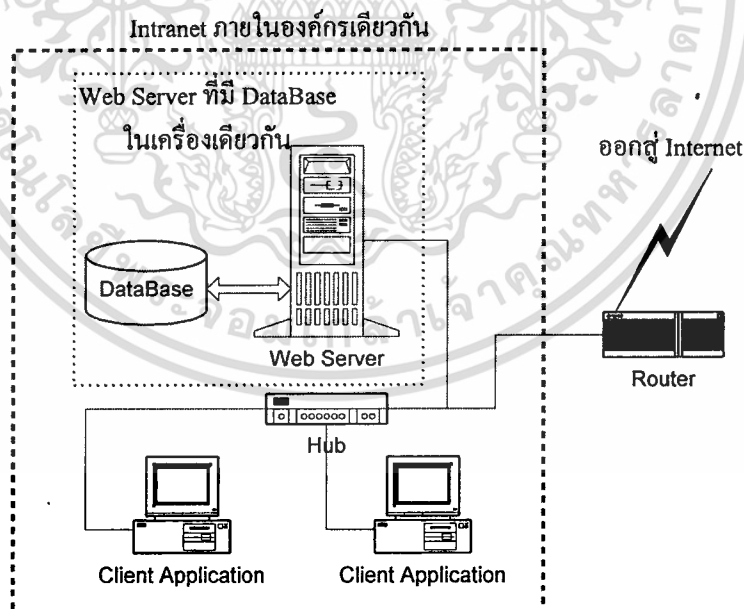 Intranet ภายในองค์กรเดียวกัน
Web Server ที่มี DataBase
ในเครื่องเดียวกัน
ออกสู่ Internet
DataBase
Web Server
Router
Hub
Client Application
Client Application